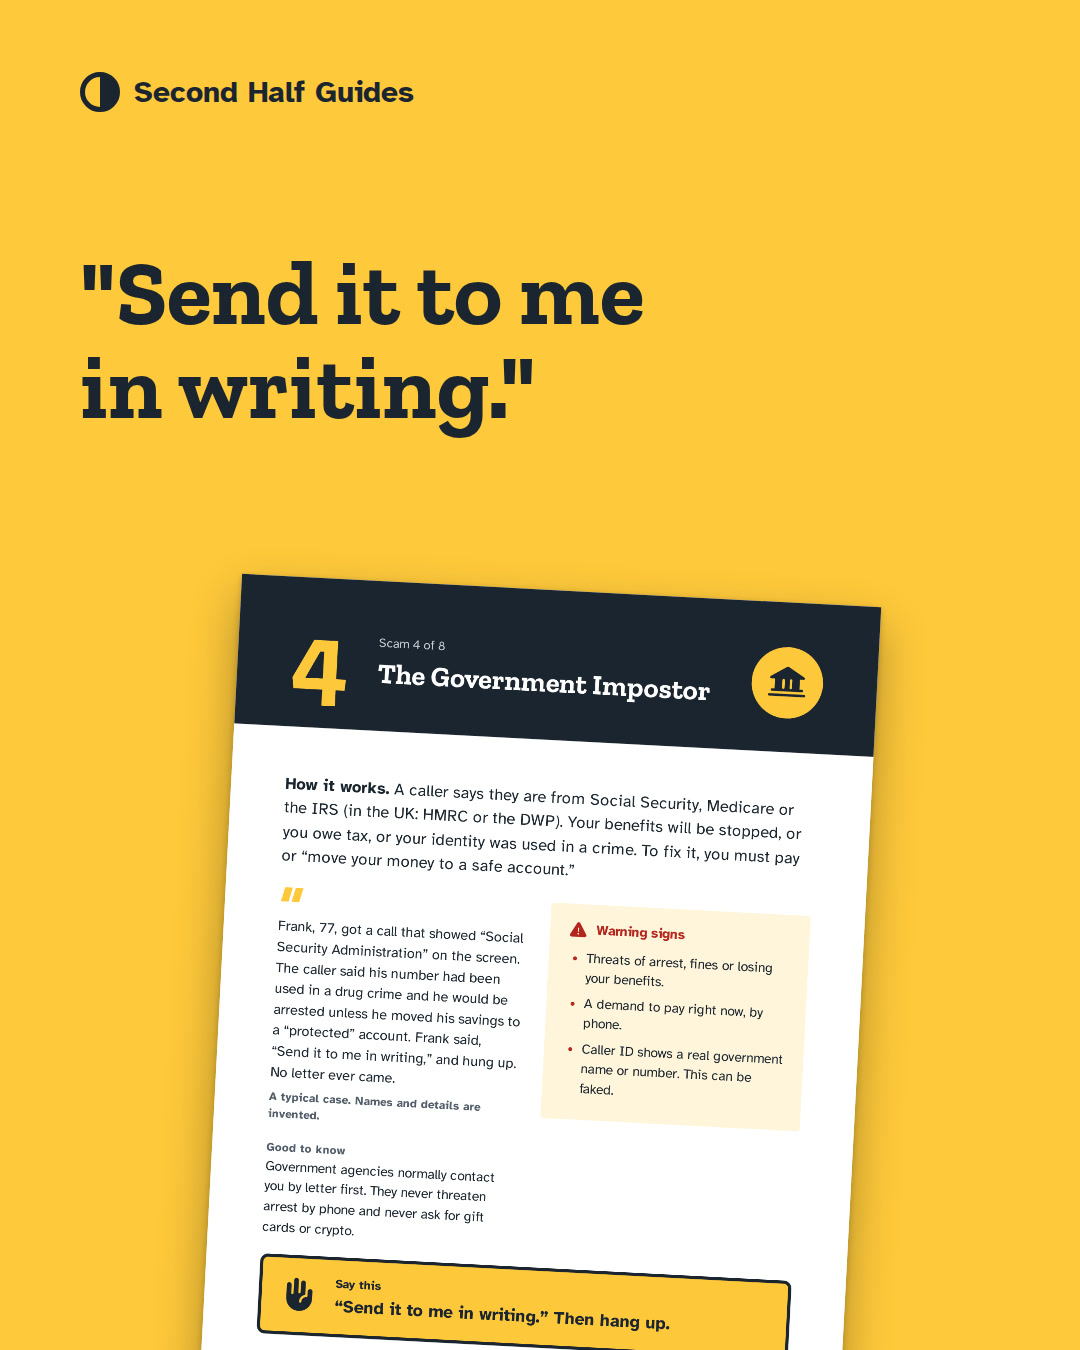 Second Half Guides
"Send it to me
in writing."
4
Scam 4 of 8
The Government Impostor
How it works. A caller says they are from Social Security, Medicare or
the IRS (in the UK: HMRC or the DWP). Your benefits will be stopped, or
you owe tax, or your identity was used in a crime. To fix it, you must pay
or “move your money to a safe account.”
Frank, 77, got a call that showed “Social
Security Administration” on the screen.
The caller said his number had been
used in a drug crime and he would be
arrested unless he moved his savings to
a “protected” account. Frank said,
“Send it to me in writing,” and hung up.
No letter ever came.
A typical case. Names and details are
invented.
Good to know
Government agencies normally contact
you by letter first. They never threaten
arrest by phone and never ask for gift
cards or crypto.
Warning signs
• Threats of arrest, fines or losing
your benefits.
• A demand to pay right now, by
phone.
• Caller ID shows a real government
name or number. This can be
faked.
Say this
“Send it to me in writing.” Then hang up.